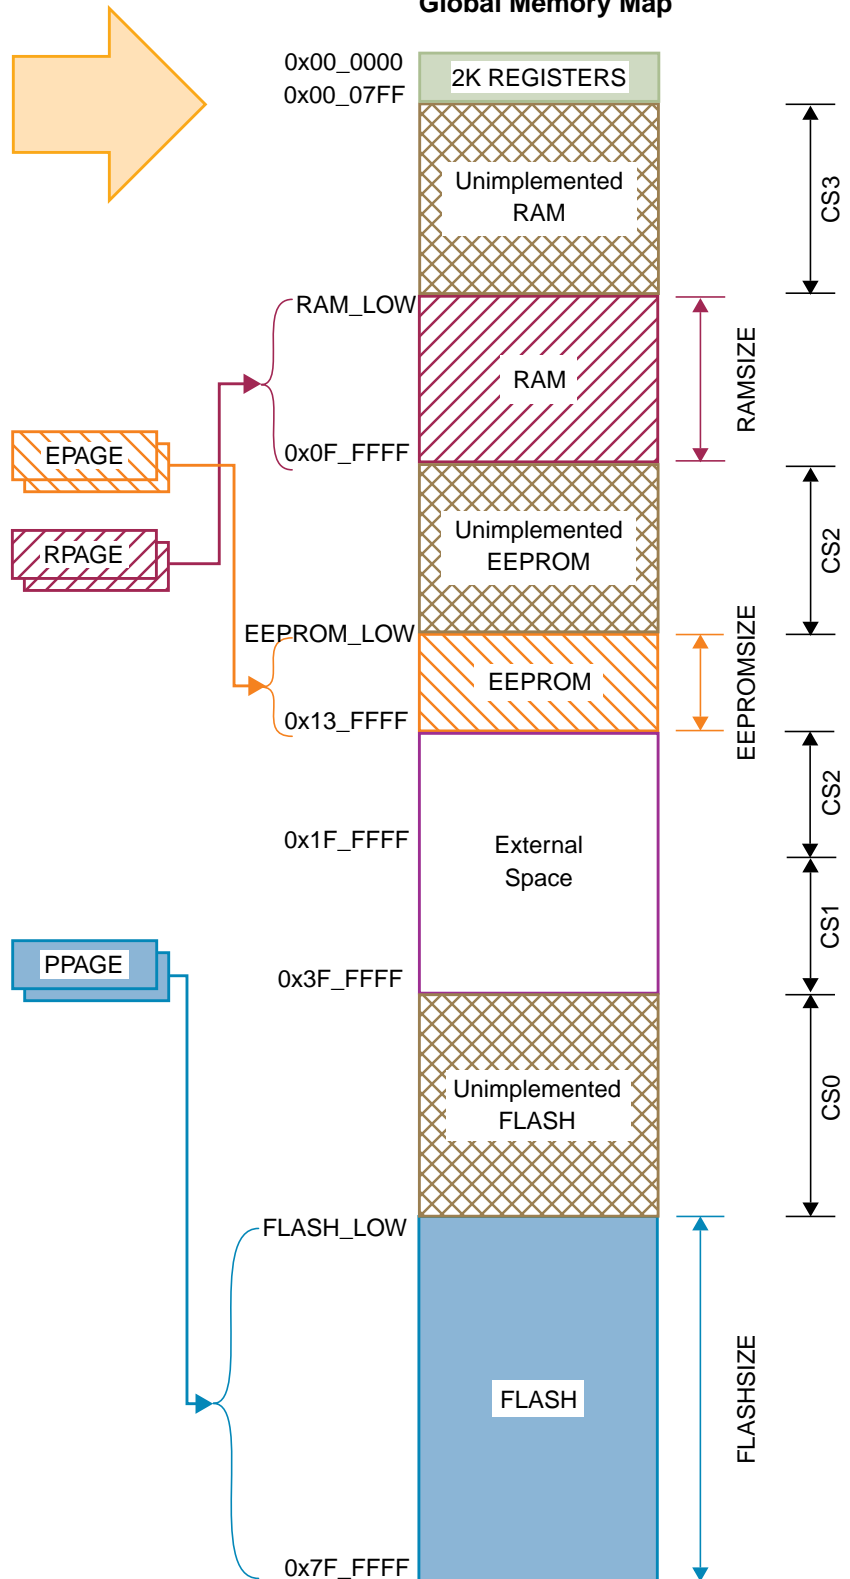 Global Memory Map
0x00_0000
2K REGISTERS
0x00_07FF
Unimplemented
RAM
CS3
RAM_LOW
RAM
RAMSIZE
0x0F_FFFF
EPAGE
RPAGE
Unimplemented
EEPROM
CS2
EEPROM_LOW
EEPROM
EEPROMSIZE
0x13_FFFF
CS2
0x1F_FFFF
External
Space
CS1
PPAGE
0x3F_FFFF
Unimplemented
FLASH
CS0
FLASH_LOW
FLASH
FLASHSIZE
0x7F_FFFF